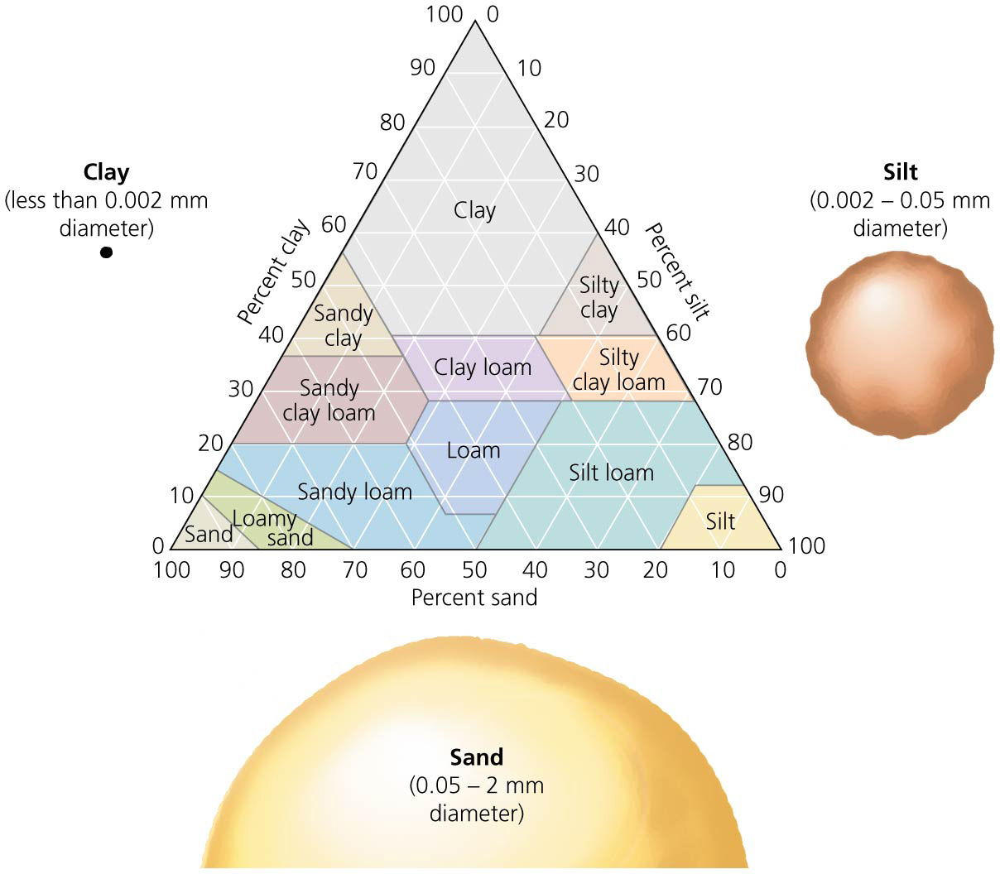 100 0
90 10
80 20
Clay
(less than 0.002 mm
diameter)
Silt
(0.002 – 0.05 mm
diameter)
70 30
Clay
60 40
Percent clay
Percent silt
50 50
Silty
clay
Sandy
clay
40 60
Clay loam
Silty
clay loam
30 70
Sandy
clay loam
20 80
Loam
Silt loam
Sandy loam
10 90
Loamy
sand
Sand
Silt
0 100
100 90 80 70 60 50 40 30 20 10 0
Percent sand
Sand
(0.05 – 2 mm
diameter)